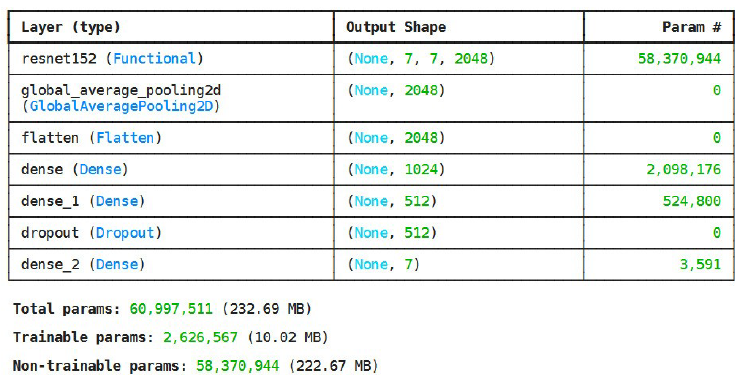 Layer (type) Output Shape Param #
resnet152 (Functional) (None, 7, 7, 2048) 58,370,944
global_average_pooling2d (None, 2048) 0
(GlobalAveragePooling2D)
flatten (Flatten) (None, 2048) 0
dense (Dense) (None, 1024) 2,098,176
dense_1 (Dense) (None, 512) 524,800
dropout (Dropout) (None, 512) 0
dense_2 (Dense) (None, 7) 3,591
Total params: 60,997,511 (232.69 MB)
Trainable params: 2,626,567 (10.02 MB)
Non-trainable params: 58,370,944 (222.67 MB)